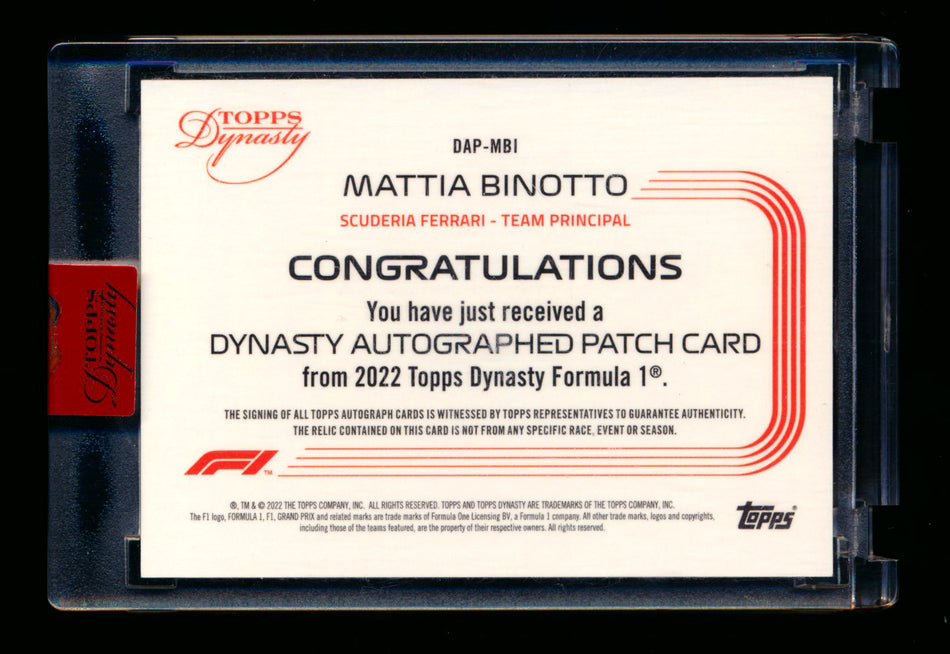 TOPPS
Dynasty
DAP-MBI
MATTIA BINOTTO
SCUDERIA FERRARI - TEAM PRINCIPAL
CONGRATULATIONS
You have just received a
DYNASTY AUTOGRAPHED PATCH CARD
from 2022 Topps Dynasty Formula 1®.
THE SIGNING OF ALL TOPPS AUTOGRAPH CARDS IS WITNESSED BY TOPPS REPRESENTATIVES TO GUARANTEE AUTHENTICITY.
THE RELIC CONTAINED ON THIS CARD IS NOT FROM ANY SPECIFIC RACE, EVENT OR SEASON.
F1™
®, TM & © 2022 THE TOPPS COMPANY, INC. ALL RIGHTS RESERVED. TOPPS AND TOPPS DYNASTY ARE TRADEMARKS OF THE TOPPS COMPANY, INC.
The F1 logo, FORMULA 1, F1, GRAND PRIX and related marks are trade marks of Formula One Licensing BV, a Formula 1 company. All other trade marks, logos and copyrights,
including those of the teams featured, are the property of their respective owners. All rights reserved.
topps®
TOPPS
Dynasty